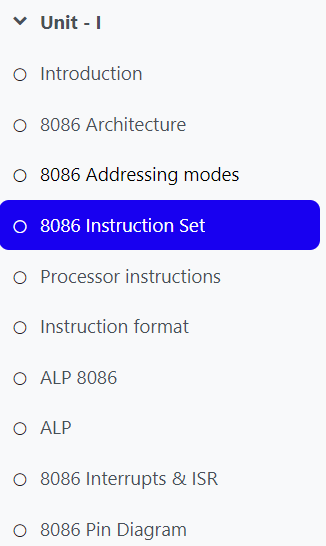 Unit - I
Introduction
8086 Architecture
8086 Addressing modes
8086 Instruction Set
Processor instructions
Instruction format
ALP 8086
ALP
8086 Interrupts & ISR
8086 Pin Diagram